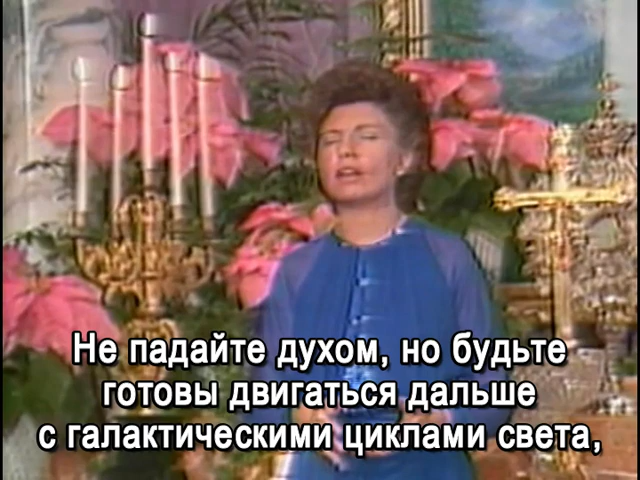 Не падайте духом, но будьте
готовы двигаться дальше
с галактическими циклами света,